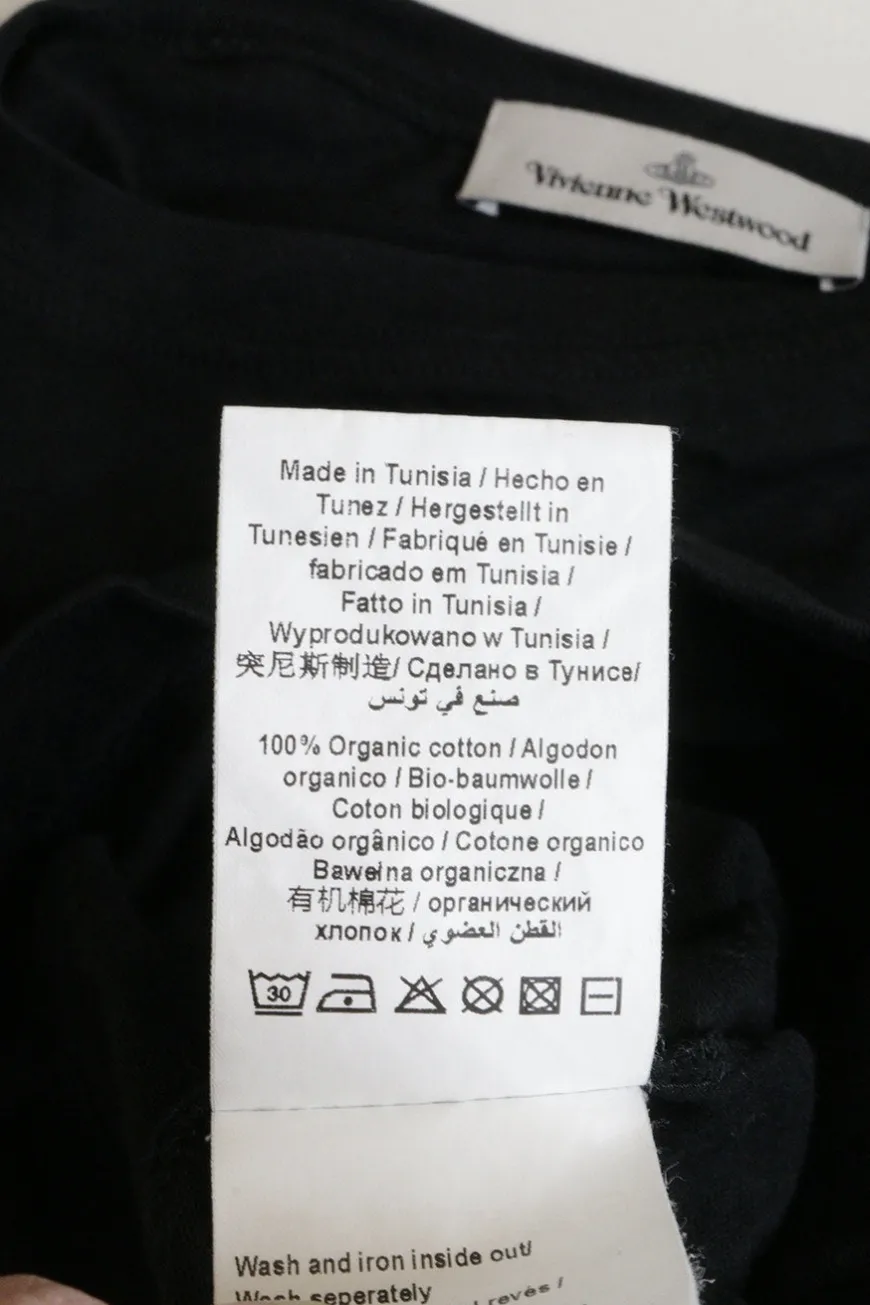 Vivienne Westwood
Made in Tunisia / Hecho en
Tunez / Hergestellt in
Tunesien / Fabriqué en Tunisie /
fabricado em Tunisia /
Fatto in Tunisia /
Wyprodukowano w Tunisia /
突尼斯制造/ Сделано в Тунисе/
صنع في تونس
100% Organic cotton / Algodon
organico / Bio-baumwolle /
Coton biologique /
Algodão orgânico / Cotone organico
Bawełna organiczna /
有机棉花 / органический
хлопок / القطن العضوي
30
Wash and iron inside out/
Wash seperately
revès /